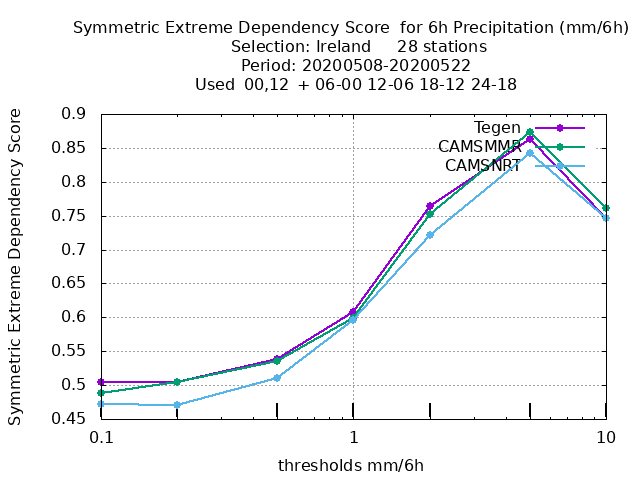 Symmetric Extreme Dependency Score  for 6h Precipitation (mm/6h)
Selection: Ireland     28 stations
Period: 20200508-20200522
Used  00,12  + 06-00 12-06 18-12 24-18
Symmetric Extreme Dependency Score
0.9
0.85
0.8
0.75
0.7
0.65
0.6
0.55
0.5
0.45
Tegen
CAMSMMR
CAMSNRT
0.1
1
10
thresholds mm/6h